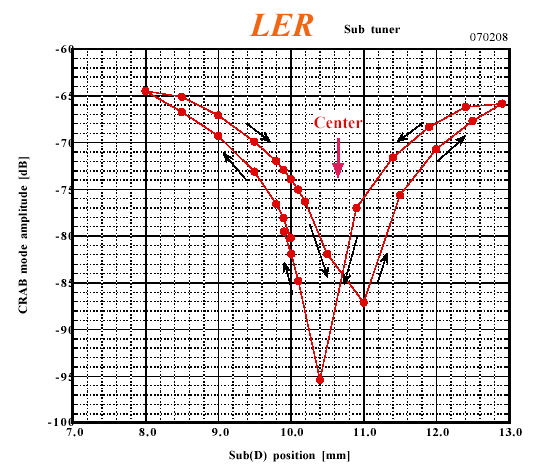 LER
Sub tuner
070208
-60
-65
-70
-75
-80
-85
-90
-95
-100
CRAB mode amplitude [dB]
Center
7.0 8.0 9.0 10.0 11.0 12.0 13.0
Sub(D) position [mm]